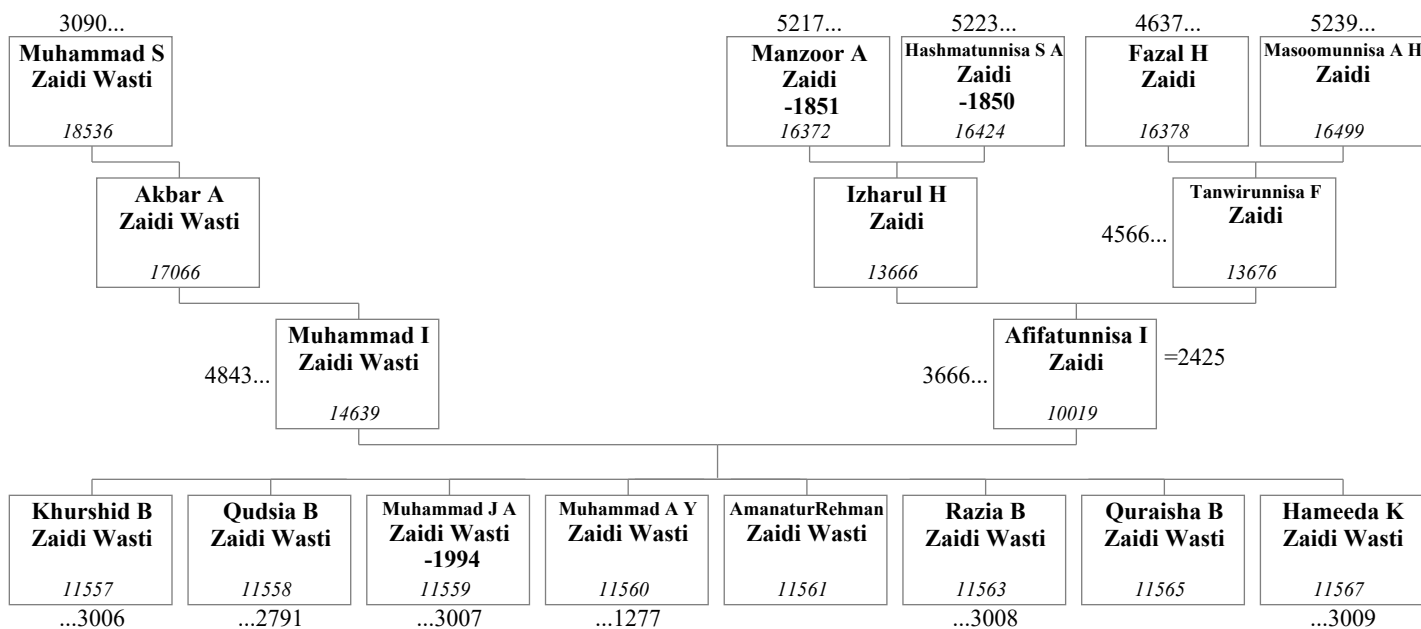 3090...
Muhammad S
Zaidi Wasti
18536
5217...
Manzoor A
Zaidi
-1851
16372
5223...
Hashmatunnisa S A
Zaidi
-1850
16424
4637...
Fazal H
Zaidi
16378
5239...
Masoomunnisa A H
Zaidi
16499
Akbar A
Zaidi Wasti
17066
Izharul H
Zaidi
13666
4566...
Tanwirunnisa F
Zaidi
13676
4843...
Muhammad I
Zaidi Wasti
14639
3666...
Afifatunnisa I
Zaidi
10019
=2425
Khurshid B
Zaidi Wasti
11557
...3006
Qudsia B
Zaidi Wasti
11558
...2791
Muhammad J A
Zaidi Wasti
-1994
11559
...3007
Muhammad A Y
Zaidi Wasti
11560
...1277
AmanaturRehman
Zaidi Wasti
11561
Razia B
Zaidi Wasti
11563
...3008
Quraisha B
Zaidi Wasti
11565
Hameeda K
Zaidi Wasti
11567
...3009